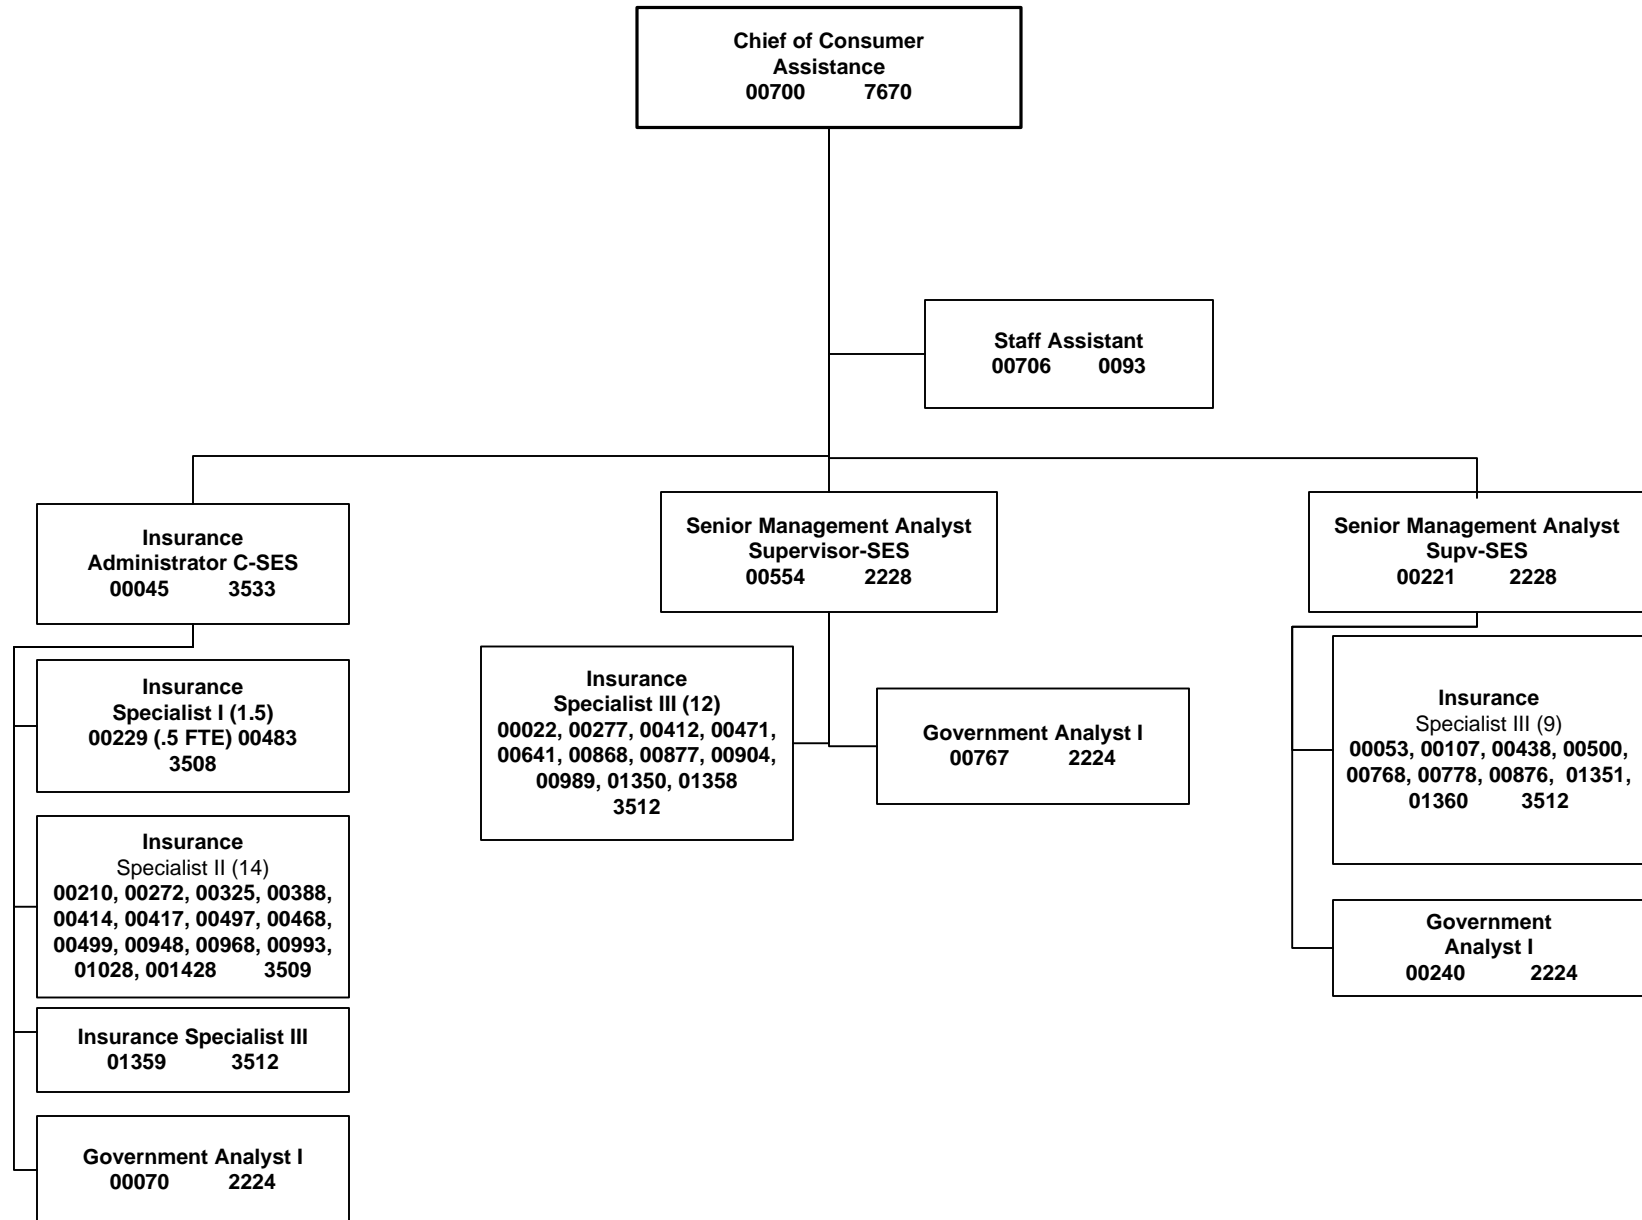 Chief of Consumer
Assistance
00700 7670
Staff Assistant
00706 0093
Insurance
Administrator C-SES
00045 3533
Senior Management Analyst
Supervisor-SES
00554 2228
Senior Management Analyst
Supv-SES
00221 2228
Insurance
Specialist I (1.5)
00229 (.5 FTE) 00483
3508
Insurance
Specialist II (14)
00210, 00272, 00325, 00388,
00414, 00417, 00497, 00468,
00499, 00948, 00968, 00993,
01028, 001428 3509
Insurance Specialist III
01359 3512
Government Analyst I
00070 2224
Insurance
Specialist III (12)
00022, 00277, 00412, 00471,
00641, 00868, 00877, 00904,
00989, 01350, 01358
3512
Government Analyst I
00767 2224
Insurance
Specialist III (9)
00053, 00107, 00438, 00500,
00768, 00778, 00876, 01351,
01360 3512
Government
Analyst I
00240 2224